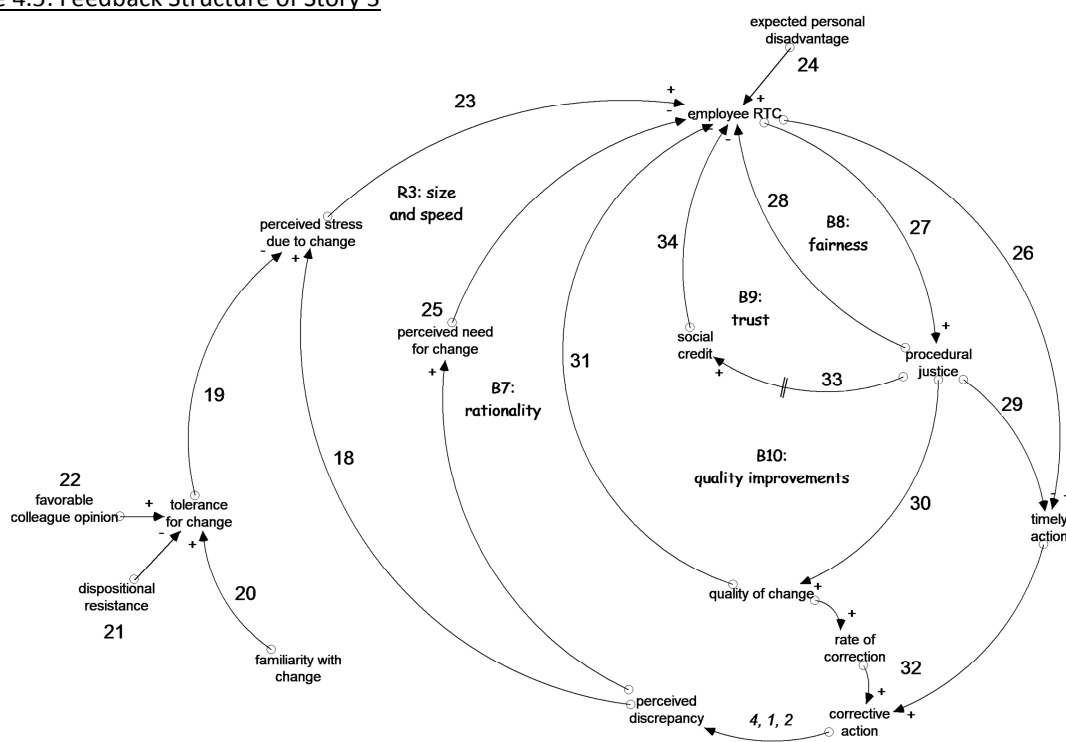 4.5: Feedback Structure of Story 3
expected personal
disadvantage
24
23
+
+
-
employee RTC
-
-
R3: size
and speed
28
27
B8:
fairness
perceived stress
due to change
34
26
-
+
B9:
trust
25
perceived need
for change
social
credit
+
procedural
justice
+
31
+
33
B7:
rationality
19
29
18
B10:
quality improvements
22
favorable
colleague opinion
+
tolerance
for change
-
+
30
-
-
timely
action
dispositional
resistance
20
quality of change
+
21
+
rate of
correction
familiarity with
change
32
+
perceived
discrepancy
4, 1, 2
corrective
action
+